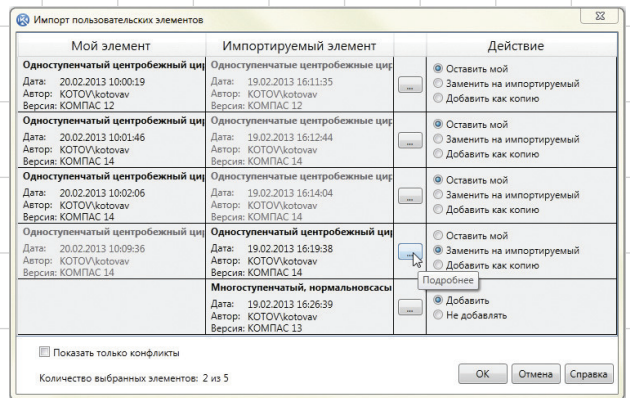 Импорт пользовательских элементов
Мой элемент Импортируемый элемент Действие
Одноступенчатый центробежный цир Одноступенчатые центробежные цир
Дата: 20.02.2013 10:00:19 Дата: 19.02.2013 16:11:35
Автор: KOTOV\kotovav Автор: KOTOV\kotovav
Версия: КОМПАС 12 Версия: КОМПАС 12
...
Оставить мой
Заменить на импортируемый
Добавить как копию
Одноступенчатый центробежный цир Одноступенчатые центробежные цир
Дата: 20.02.2013 10:01:46 Дата: 19.02.2013 16:12:44
Автор: KOTOV\kotovav Автор: KOTOV\kotovav
Версия: КОМПАС 14 Версия: КОМПАС 14
...
Оставить мой
Заменить на импортируемый
Добавить как копию
Одноступенчатый центробежный цир Одноступенчатые центробежные цир
Дата: 20.02.2013 10:02:06 Дата: 19.02.2013 16:14:04
Автор: KOTOV\kotovav Автор: KOTOV\kotovav
Версия: КОМПАС 14 Версия: КОМПАС 14
...
Оставить мой
Заменить на импортируемый
Добавить как копию
Одноступенчатый центробежный цир Одноступенчатый центробежный цир
Дата: 20.02.2013 10:09:36 Дата: 19.02.2013 16:19:38
Автор: KOTOV\kotovav Автор: KOTOV\kotovav
Версия: КОМПАС 14 Версия: КОМПАС 14
...
Оставить мой
Заменить на импортируемый
Добавить как копию
Подробнее
Многоступенчатый, нормальновсасы
Дата: 19.02.2013 16:26:39
Автор: KOTOV\kotovav
Версия: КОМПАС 13
...
Добавить
Не добавлять
Показать только конфликты
Количество выбранных элементов: 2 из 5
ОК Отмена Справка